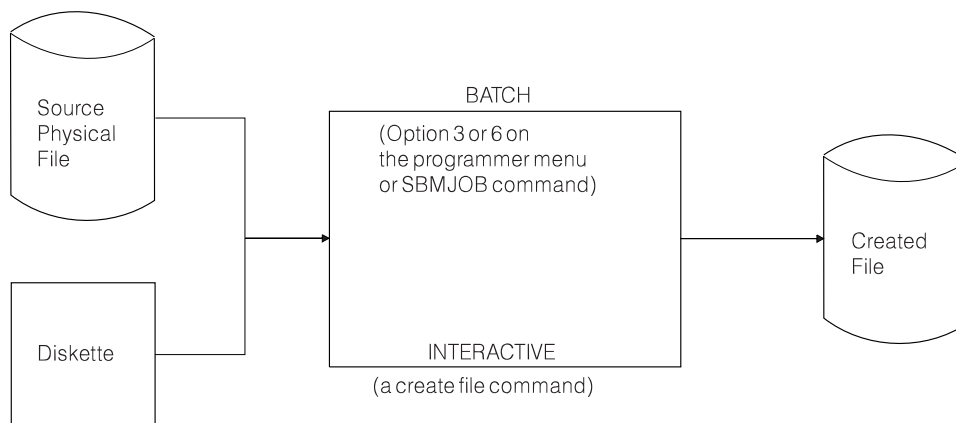 Source
Physical
File
Diskette
BATCH
(Option 3 or 6 on
the programmer menu
or SBMJOB command)
INTERACTIVE
(a create file command)
Created
File